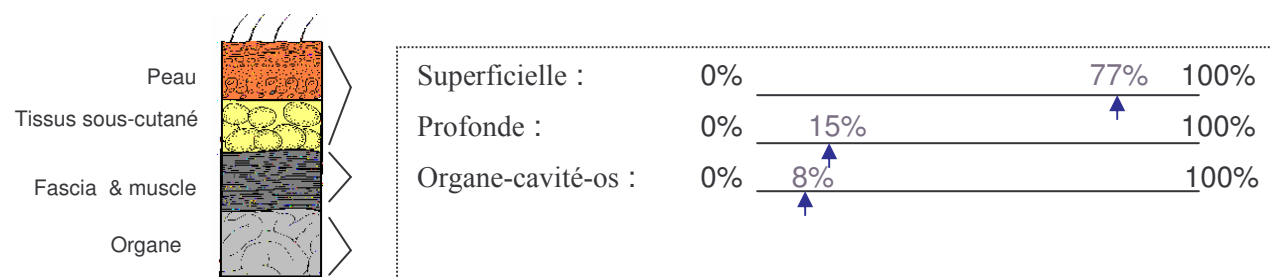 Peau
Tissus sous-cutané
Fascia & muscle
Organe
Superficielle : 0% 77% 100%
Profonde : 0% 15% 100%
Organe-cavité-os : 0% 8% 100%